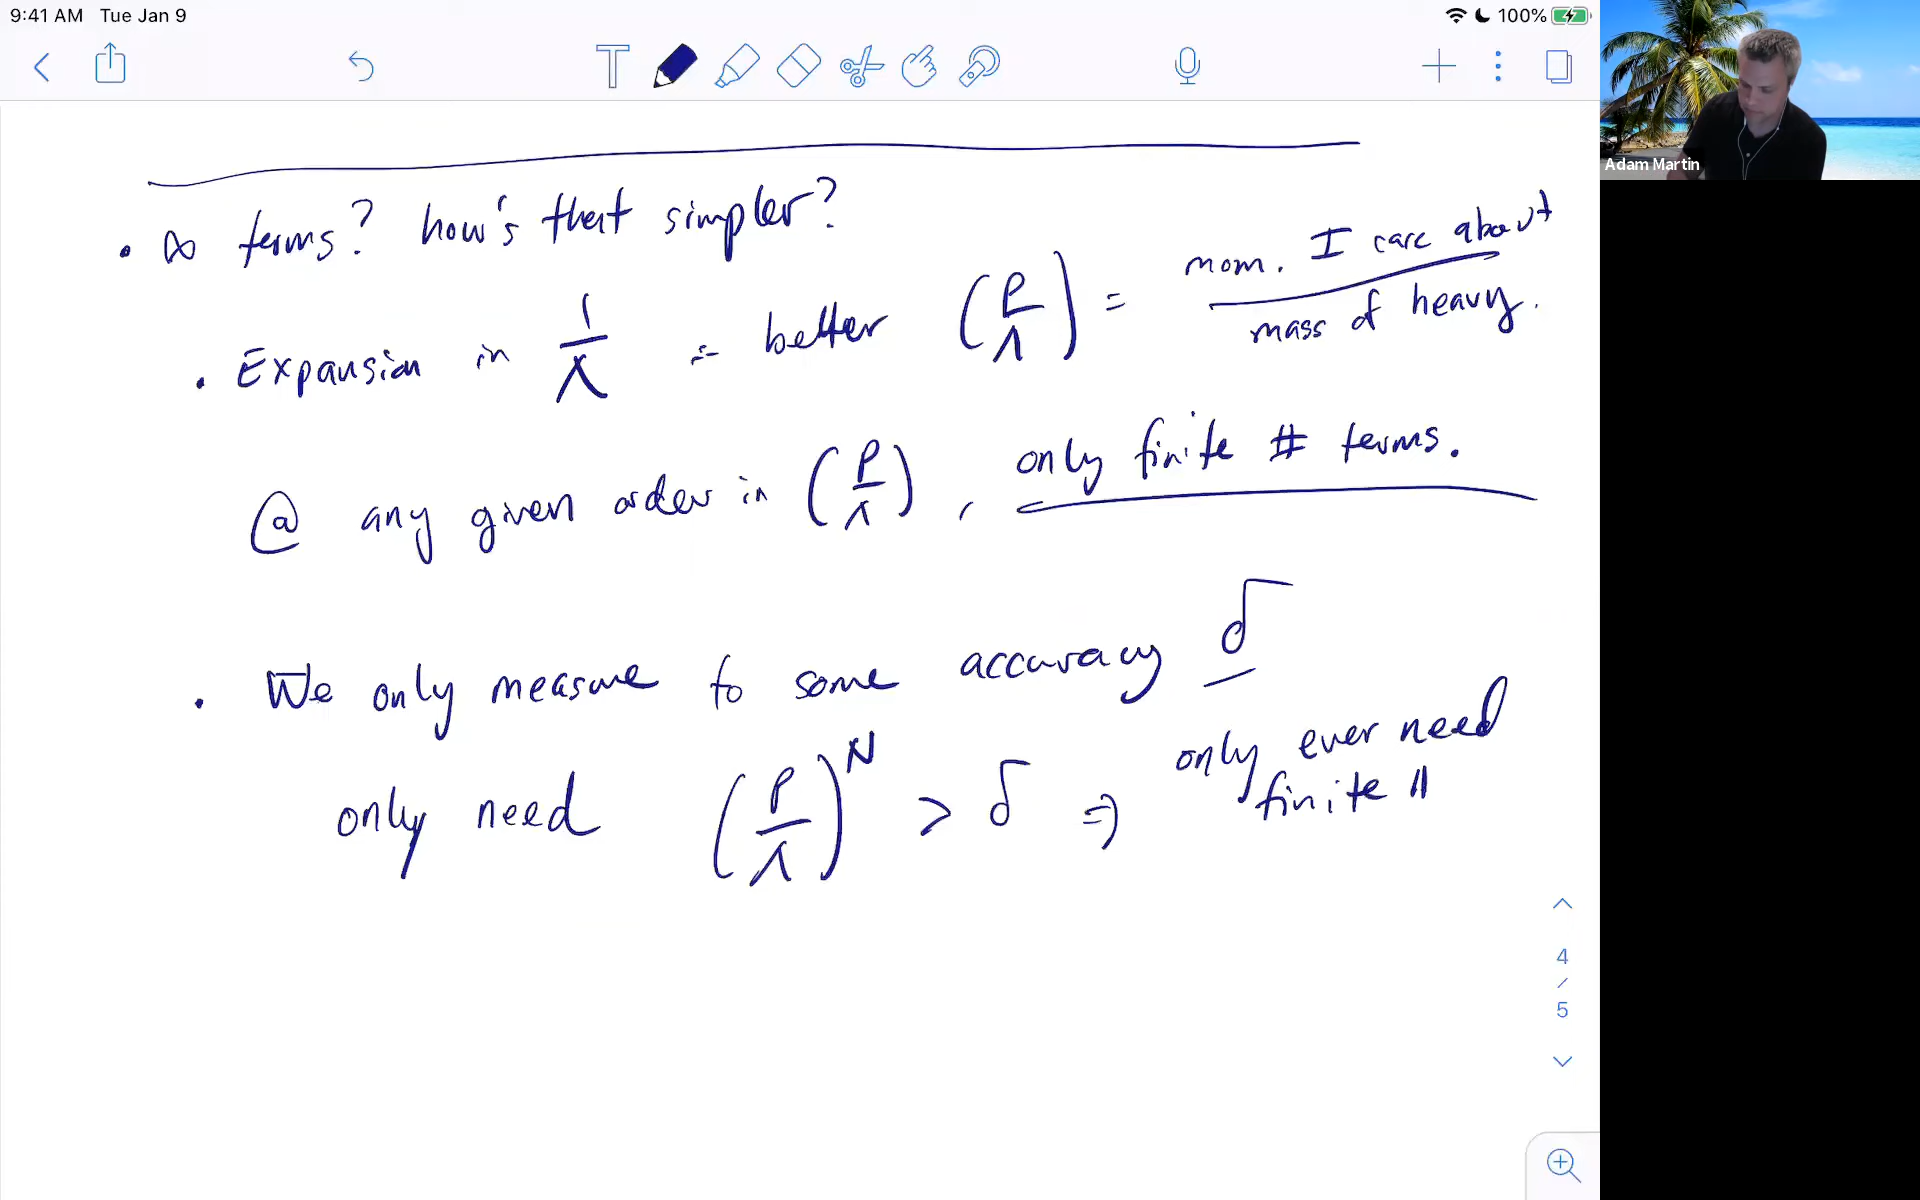 9:41 AM Tue Jan 9
100%
Adam Martin
• ∞ terms? how's that simpler?
• Expansion in 1/Λ ÷ better (p/Λ) = mom. I care about / mass of heavy.
@ any given order in (p/Λ), only finite # terms.
• We only measure to some accuracy δ
only need (p/Λ)^N > δ ⇒ only ever need
finite
4
/
5